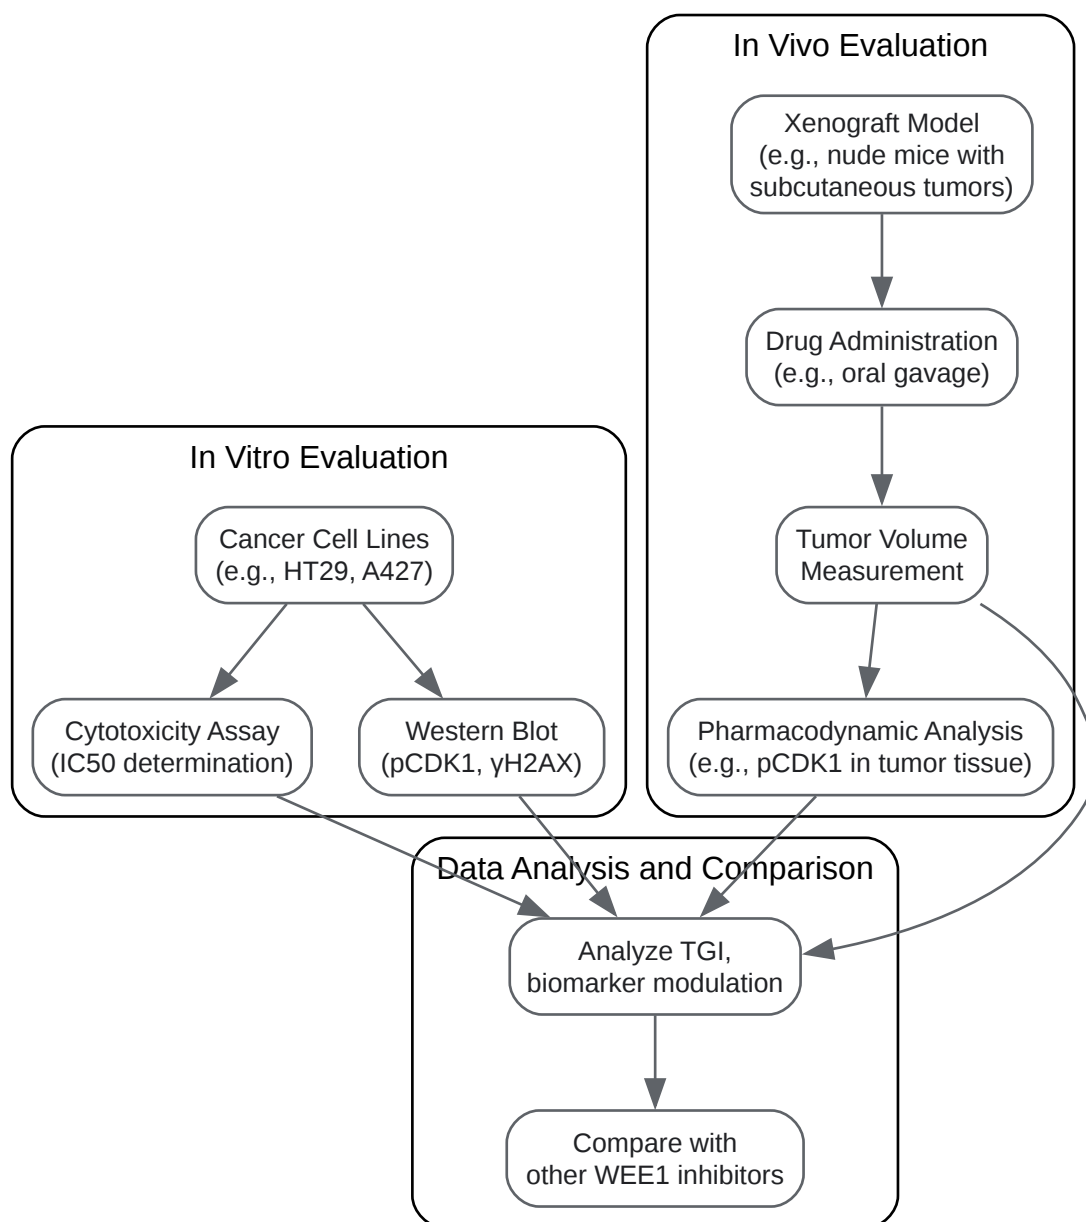 In Vivo Evaluation
Xenograft Model
(e.g., nude mice with
subcutaneous tumors)
Drug Administration
(e.g., oral gavage)
Tumor Volume
Measurement
Pharmacodynamic Analysis
(e.g., pCDK1 in tumor tissue)
In Vitro Evaluation
Cancer Cell Lines
(e.g., HT29, A427)
Cytotoxicity Assay
(IC50 determination)
Western Blot
(pCDK1, γH2AX)
Data Analysis and Comparison
Analyze TGI,
biomarker modulation
Compare with
other WEE1 inhibitors